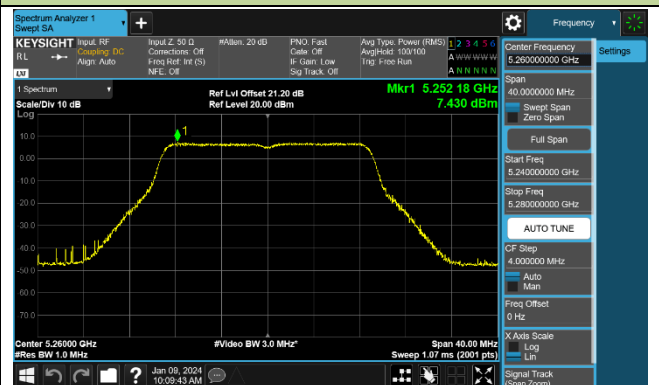 Spectrum Analyzer 1
Swept SA
Frequency
KEYSIGHT
RL
LXI
Input: RF
Coupling: DC
Align: Auto
Input Z: 50 Ω
Corrections: Off
Freq Ref: Int (S)
NFE: Off
#Atten: 20 dB
PNO: Fast
Gate: Off
IF Gain: Low
Sig Track: Off
Avg Type: Power (RMS)
Avg|Hold: 100/100
Trig: Free Run
1 2 3 4 5 6
A W W W W W
A N N N N N
1 Spectrum
Scale/Div 10 dB
Log
Ref Lvl Offset 21.20 dB
Ref Level 20.00 dBm
Mkr1 5.252 18 GHz
7.430 dBm
1
10.0
0.00
-10.0
-20.0
-30.0
-40.0
-50.0
-60.0
-70.0
Center 5.26000 GHz
#Res BW 1.0 MHz
#Video BW 3.0 MHz*
Span 40.00 MHz
Sweep 1.07 ms (2001 pts)
Center Frequency
5.260000000 GHz
Settings
Span
40.0000000 MHz
Swept Span
Zero Span
Full Span
Start Freq
5.240000000 GHz
Stop Freq
5.280000000 GHz
AUTO TUNE
CF Step
4.000000 MHz
Auto
Man
Freq Offset
0 Hz
X Axis Scale
Log
Lin
Signal Track
(Span Zoom)
Jan 09, 2024
10:09:43 AM